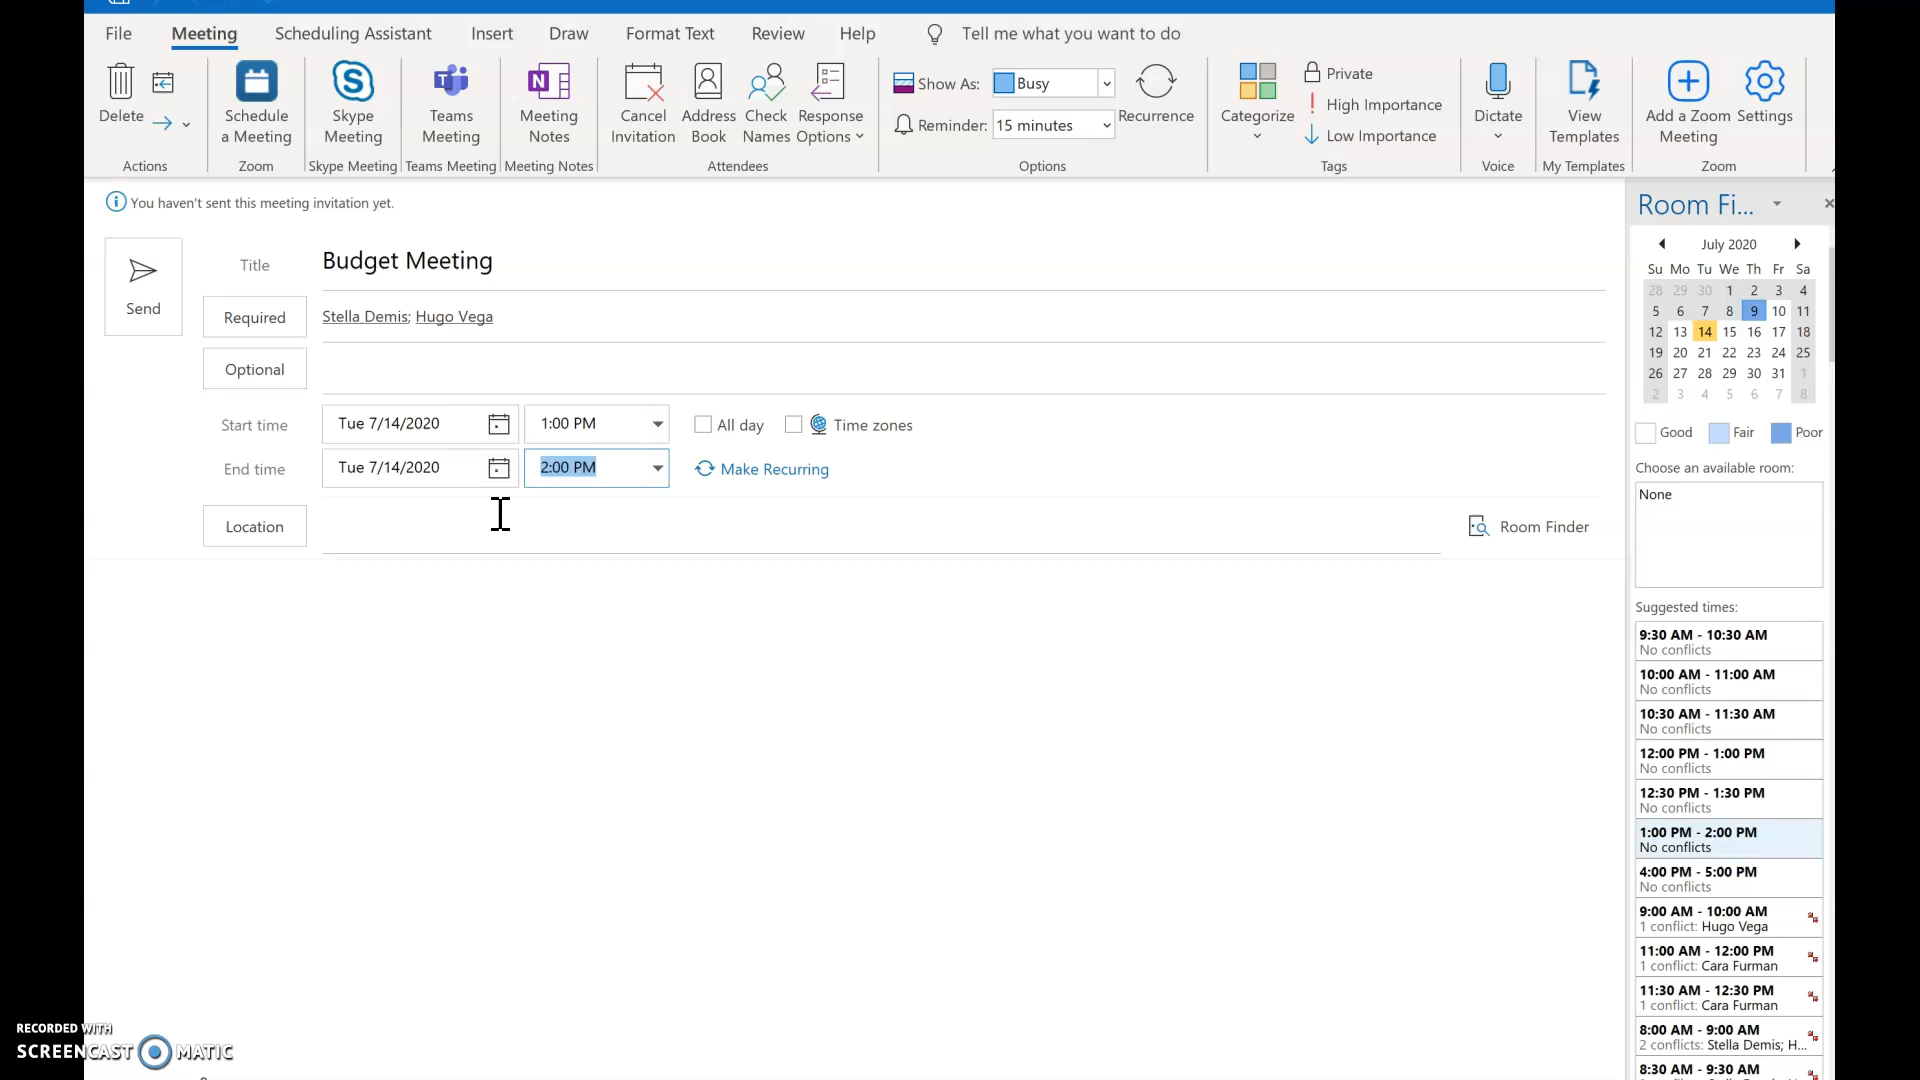 File Meeting Scheduling Assistant Insert Draw Format Text Review Help Tell me what you want to do
Delete
Actions
Schedule
a Meeting
Zoom
Skype
Meeting
Skype Meeting
Teams
Meeting
Teams Meeting
Meeting
Notes
Meeting Notes
Cancel
Invitation
Address
Book
Check
Names
Response
Options
Attendees
Show As: Busy
Reminder: 15 minutes
Recurrence
Options
Categorize
Private
High Importance
Low Importance
Tags
Dictate
Voice
View
Templates
My Templates
Add a Zoom
Meeting
Settings
Zoom
You haven't sent this meeting invitation yet.
Send
Title Budget Meeting
Required Stella Demis; Hugo Vega
Optional
Start time Tue 7/14/2020 1:00 PM All day Time zones
End time Tue 7/14/2020 2:00 PM Make Recurring
Location Room Finder
Room Fi...
July 2020
Su Mo Tu We Th Fr Sa
28 29 30 1 2 3 4
5 6 7 8 9 10 11
12 13 14 15 16 17 18
19 20 21 22 23 24 25
26 27 28 29 30 31 1
2 3 4 5 6 7 8
Good Fair Poor
Choose an available room:
None
Suggested times:
9:30 AM - 10:30 AM
No conflicts
10:00 AM - 11:00 AM
No conflicts
10:30 AM - 11:30 AM
No conflicts
12:00 PM - 1:00 PM
No conflicts
12:30 PM - 1:30 PM
No conflicts
1:00 PM - 2:00 PM
No conflicts
4:00 PM - 5:00 PM
No conflicts
9:00 AM - 10:00 AM
1 conflict: Hugo Vega
11:00 AM - 12:00 PM
1 conflict: Cara Furman
11:30 AM - 12:30 PM
1 conflict: Cara Furman
8:00 AM - 9:00 AM
2 conflicts: Stella Demis; H...
8:30 AM - 9:30 AM
RECORDED WITH
SCREENCAST MATIC